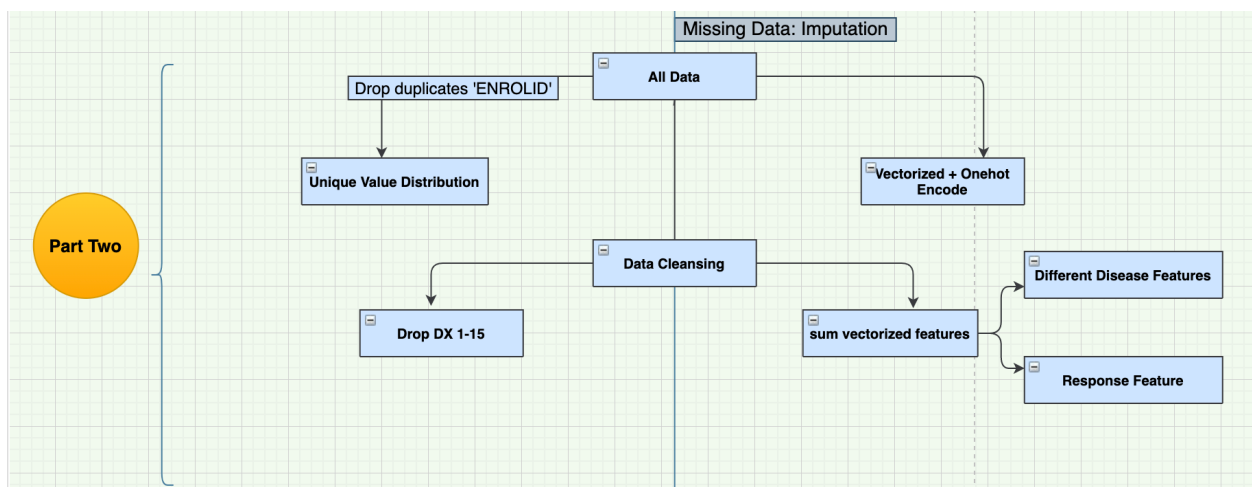 Missing Data: Imputation
All Data
Drop duplicates 'ENROLID'
Unique Value Distribution
Vectorized + Onehot
Encode
Part Two
Data Cleansing
Different Disease Features
Drop DX 1-15
sum vectorized features
Response Feature